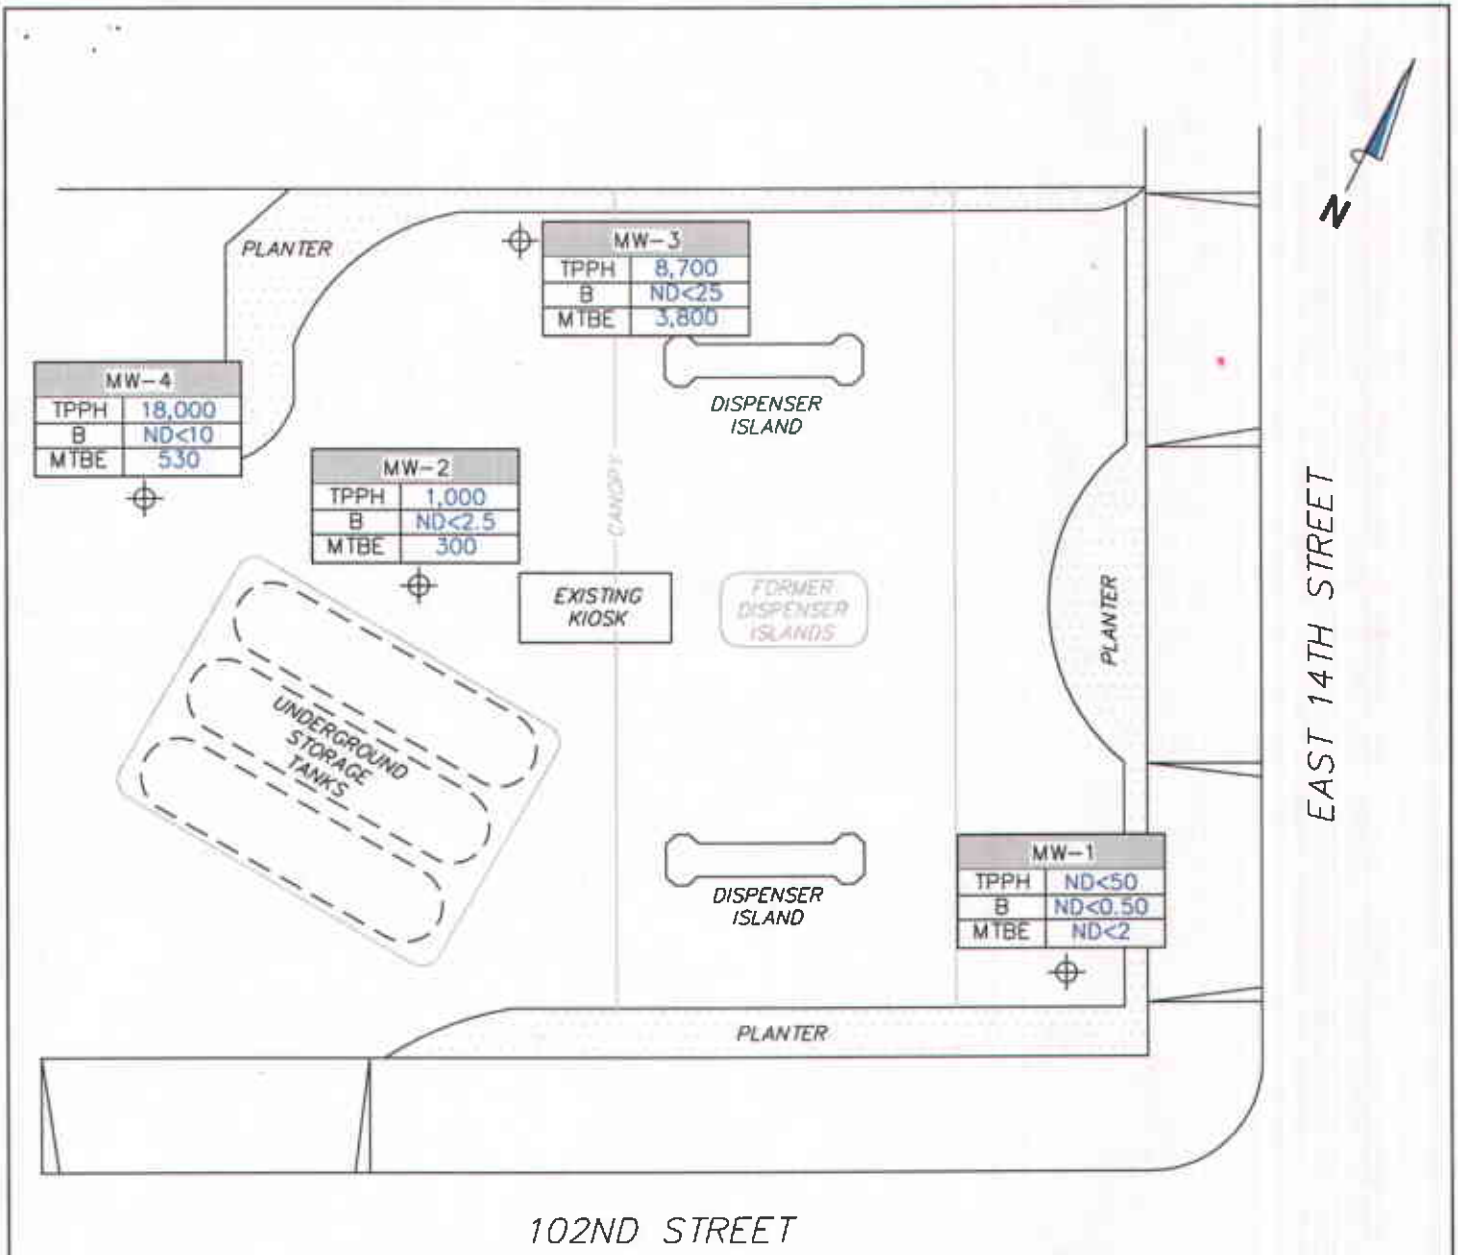 N
PLANTER
MW-3
TPPH 8,700
B ND<25
MTBE 3,800
MW-4
TPPH 18,000
B ND<10
MTBE 530
DISPENSER
ISLAND
MW-2
TPPH 1,000
B ND<2.5
MTBE 300
CANOPY
EXISTING
KIOSK
FORMER
DISPENSER
ISLANDS
PLANTER
EAST 14TH STREET
UNDERGROUND
STORAGE
TANKS
DISPENSER
ISLAND
MW-1
TPPH ND<50
B ND<0.50
MTBE ND<2
PLANTER
102ND STREET